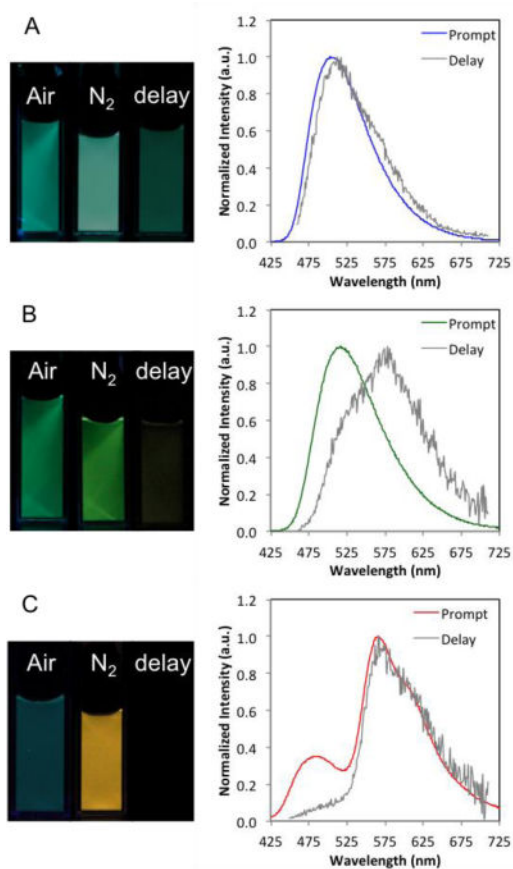 A
Air N₂ delay
Normalized Intensity (a.u.)
1.2
1.0
0.8
0.6
0.4
0.2
0.0
Prompt
Delay
425 475 525 575 625 675 725
Wavelength (nm)
B
Air N₂ delay
Normalized Intensity (a.u.)
1.2
1.0
0.8
0.6
0.4
0.2
0.0
Prompt
Delay
425 475 525 575 625 675 725
Wavelength (nm)
C
Air N₂ delay
Normalized Intensity (a.u.)
1.2
1.0
0.8
0.6
0.4
0.2
0.0
Prompt
Delay
425 475 525 575 625 675 725
Wavelength (nm)